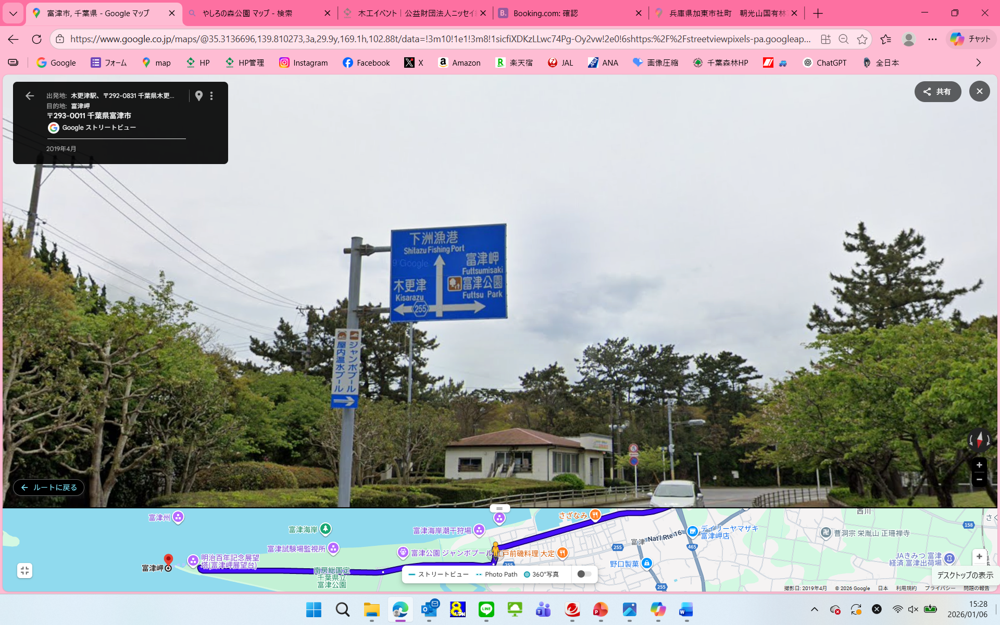 富津市, 千葉県 - Google マップ
やしろの森公園 マップ - 検索
木工イベント｜公益財団法人ニッセイ
Booking.com: 確認
兵庫県加東市社町　朝光山国有林
https://www.google.co.jp/maps/@35.3136696,139.810273,3a,29.9y,169.1h,102.88t/data=!3m10!1e1!3m8!1sicfiXDKzLLwc74Pg-Oy2vw!2e0!6shttps:%2F%2Fstreetviewpixels-pa.googleap...
チャット
Google
フォーム
map
HP
HP管理
Instagram
Facebook
X
Amazon
楽天宿
JAL
ANA
画像圧縮
千葉森林HP
ChatGPT
全日本
出発地: 木更津駅、〒292-0831 千葉県木更...
目的地: 富津岬
〒293-0011 千葉県富津市
Google ストリートビュー
2019年4月
共有
下洲漁港
Shitazu Fishing Port
富津岬
Futtsumisaki
木更津
Kisarazu
富津公園
Futtsu Park
255
9 Google
ジャンボプール
屋内温水プール
ルートに戻る
富津州
富津海岸
富津海岸潮干狩場
さざなみ
西川
富津試験場監視所
富津公園 ジャンボプール
江戸前磯料理 大定
富津
Nat'l Rte 16
デイリーヤマザキ
富津岬店
曹洞宗 栄胤山 正珊禅寺
158
さく
255
465
富津岬
明治百年記念展望
塔(富津岬展望台)
南房総国定
千葉県立
富津公園
255
野口製菓
JAきみつ 富津
経済 富津出荷場
255
ストリートビュー
Photo Path
360°写真
デスクトップの表示
撮影日: 2019年4月
© 2026 Google
日本
利用規約
プライバシー
問題の報告
15:28
2026/01/06